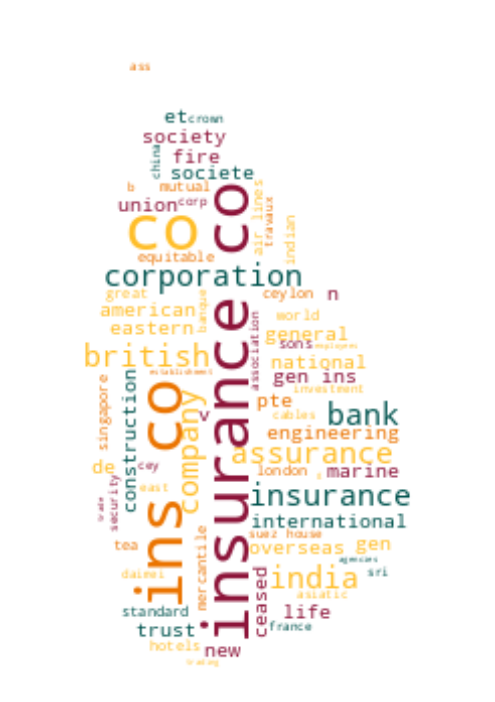 ass
et crown
society
china
fire
societe
b mutual
union corp
co
insurance co
air lines
travaux
indian
equitable
corporation
great
banque
ceylon n
american
world
eastern
association
general
sons employees
british
national
establishment
gen ins
investment
singapore
construction
ins co
company
v
pte
cables
bank
engineering
assurance
de
cey
london
marine
security
east
insurance
trade
international
tea
mercantile
suez house
overseas gen
agencies
daimei
india
sri
asiatic
standard
ceased
life
trust
france
hotels
new
trading